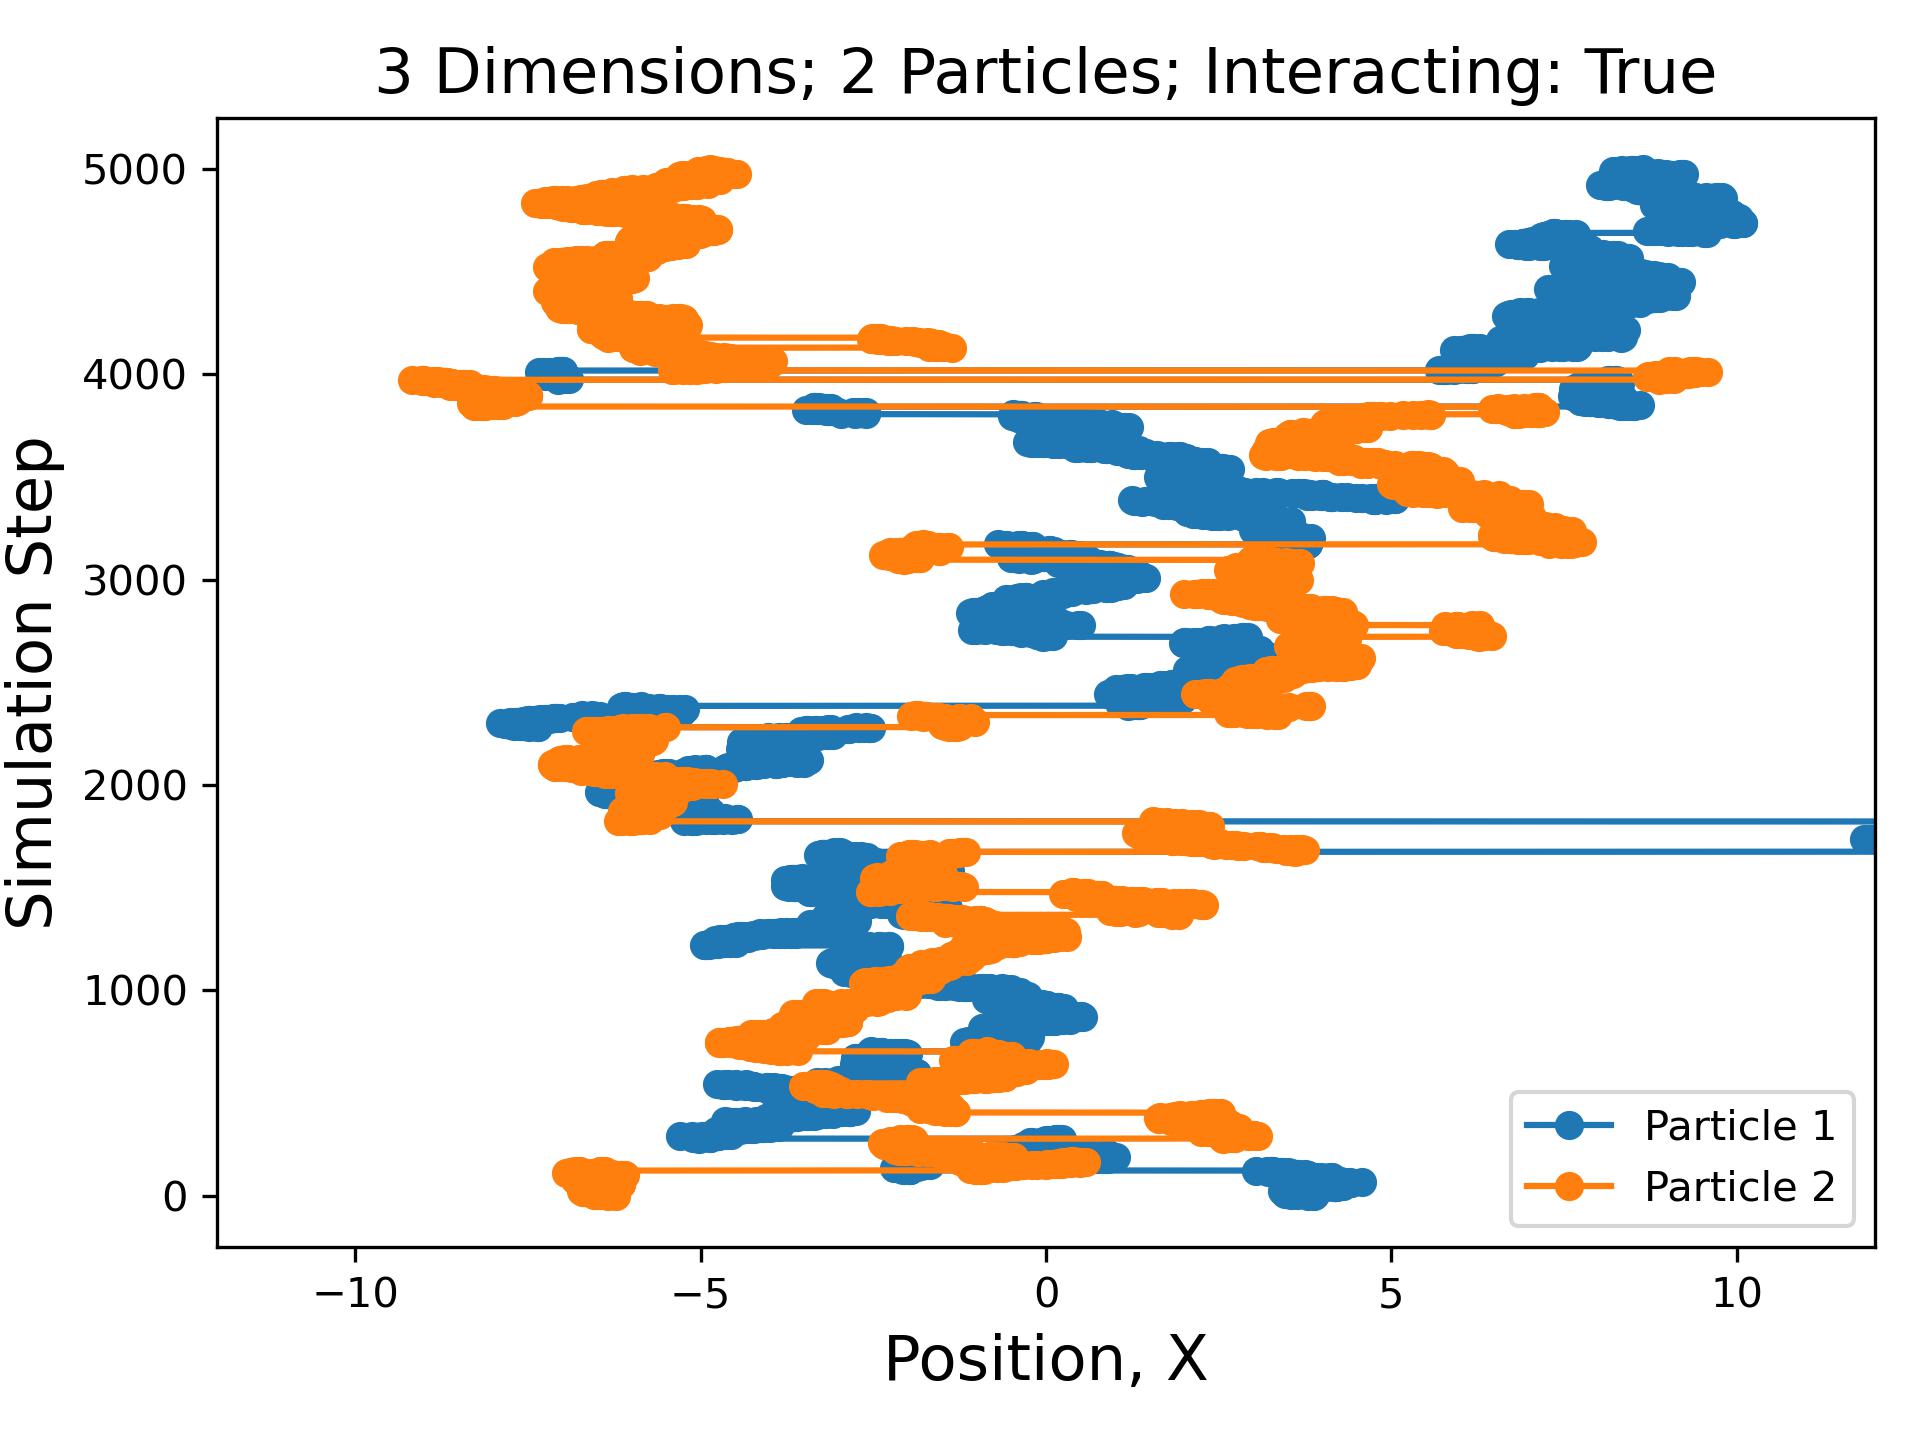 3 Dimensions; 2 Particles; Interacting: True
Simulation Step
5000
4000
3000
2000
1000
0
Particle 1
Particle 2
−10
−5
0
5
10
Position, X